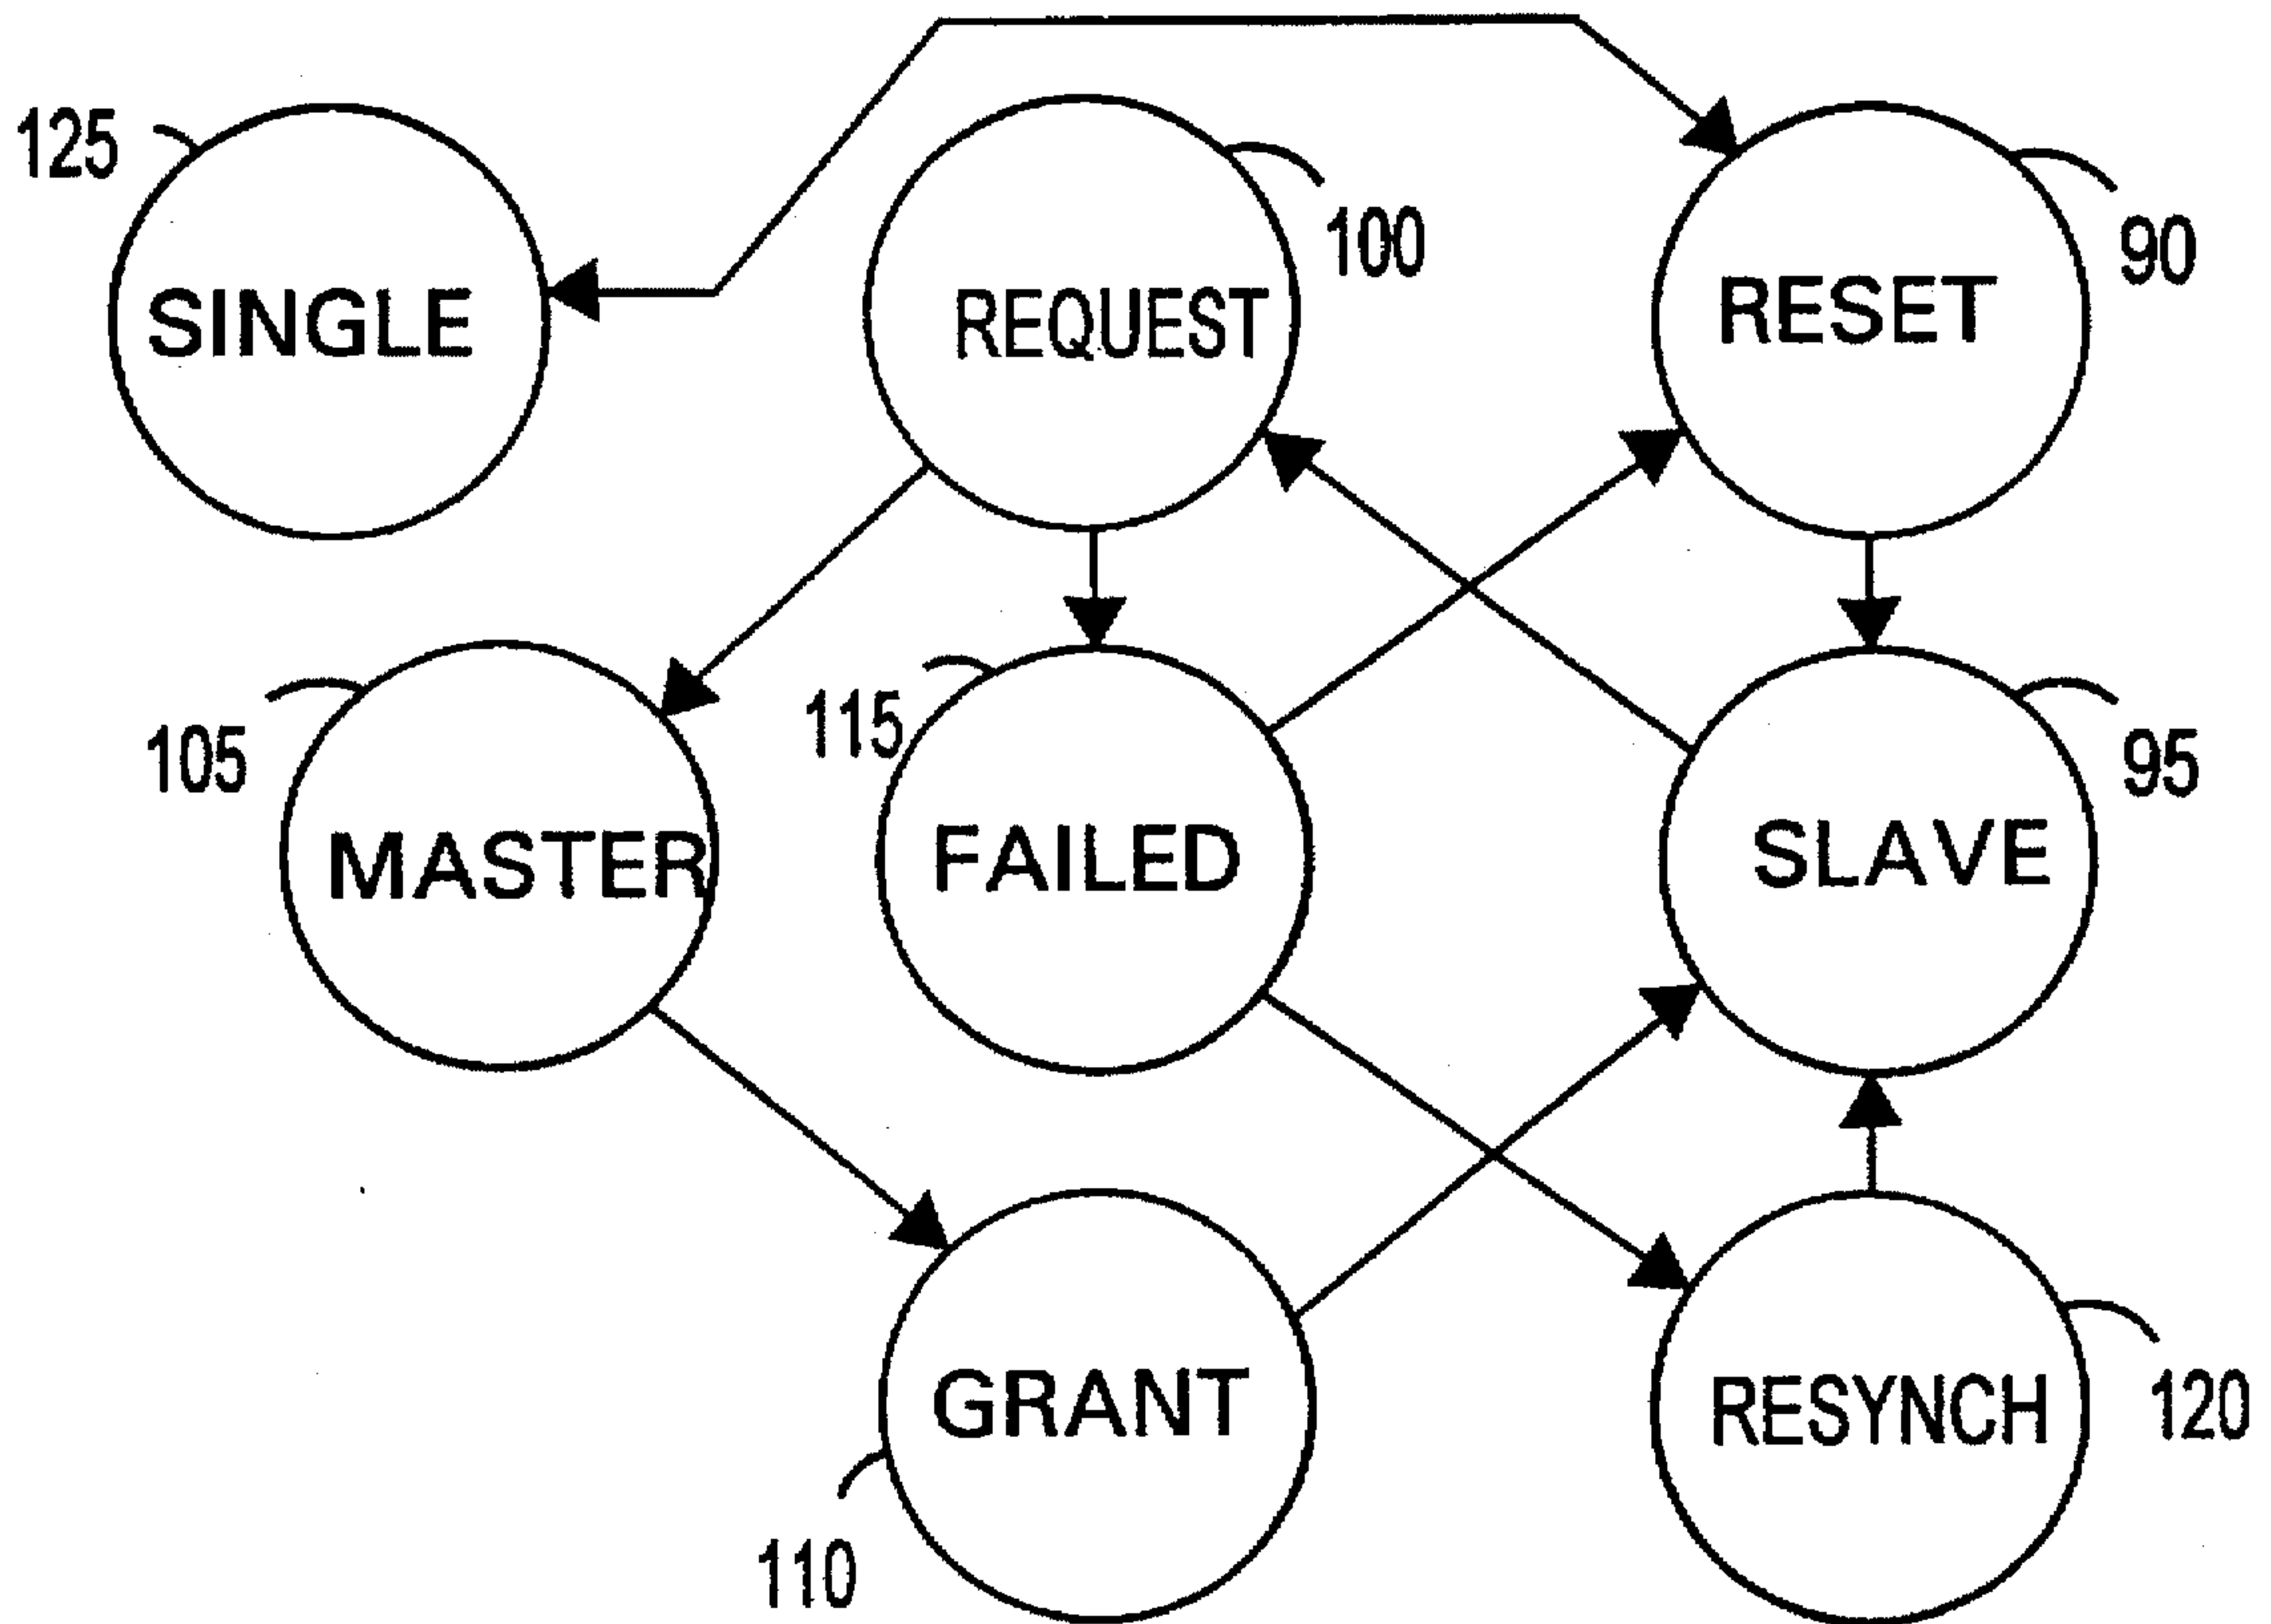 125
SINGLE
REQUEST
100
RESET
90
105
MASTER
115
FAILED
SLAVE
95
GRANT
110
RESYNCH
120